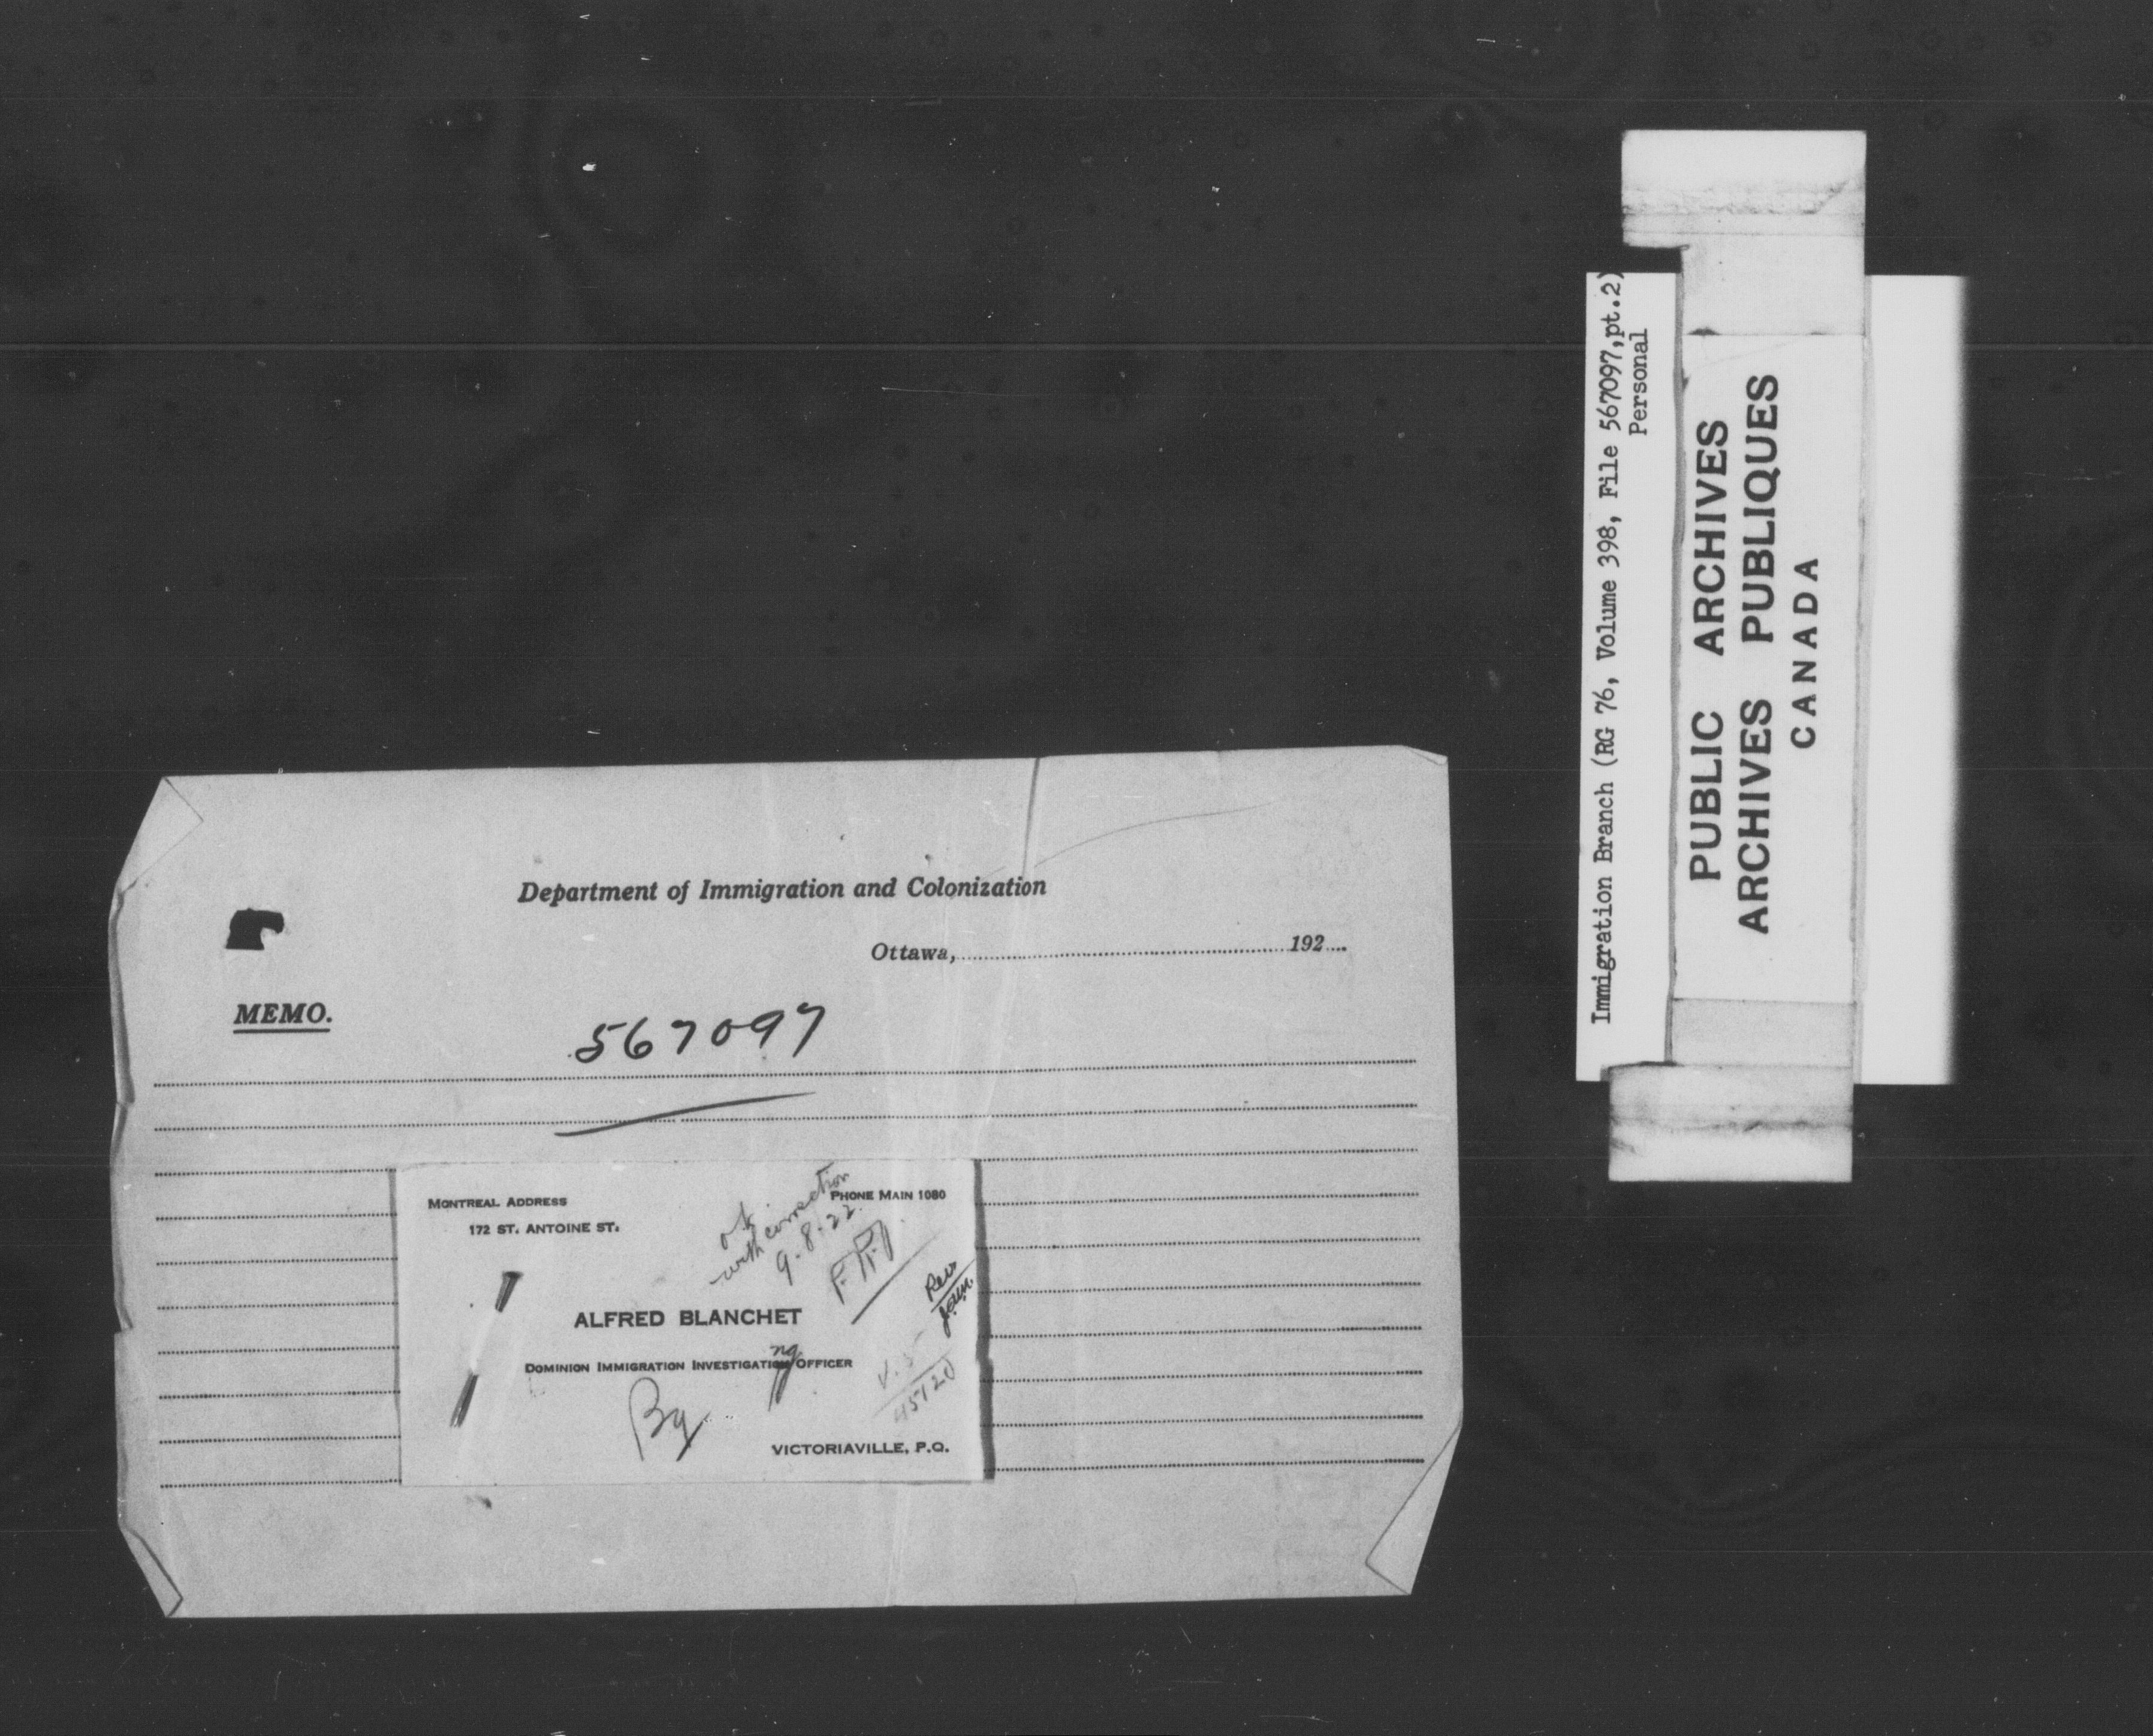 Department of Immigration and Colonization
Ottawa, 192
MEMO.
567097
MONTREAL ADDRESS
172 ST. ANTOINE ST.
PHONE MAIN 1080
ok
with correction
9.8.22.
ALFRED BLANCHET
DOMINION IMMIGRATION INVESTIGATION OFFICER
ng
VICTORIAVILLE, P.Q.
Immigration Branch (RG 76, Volume 398, File 567097,pt.2)
Personal
PUBLIC ARCHIVES
ARCHIVES PUBLIQUES
CANADA